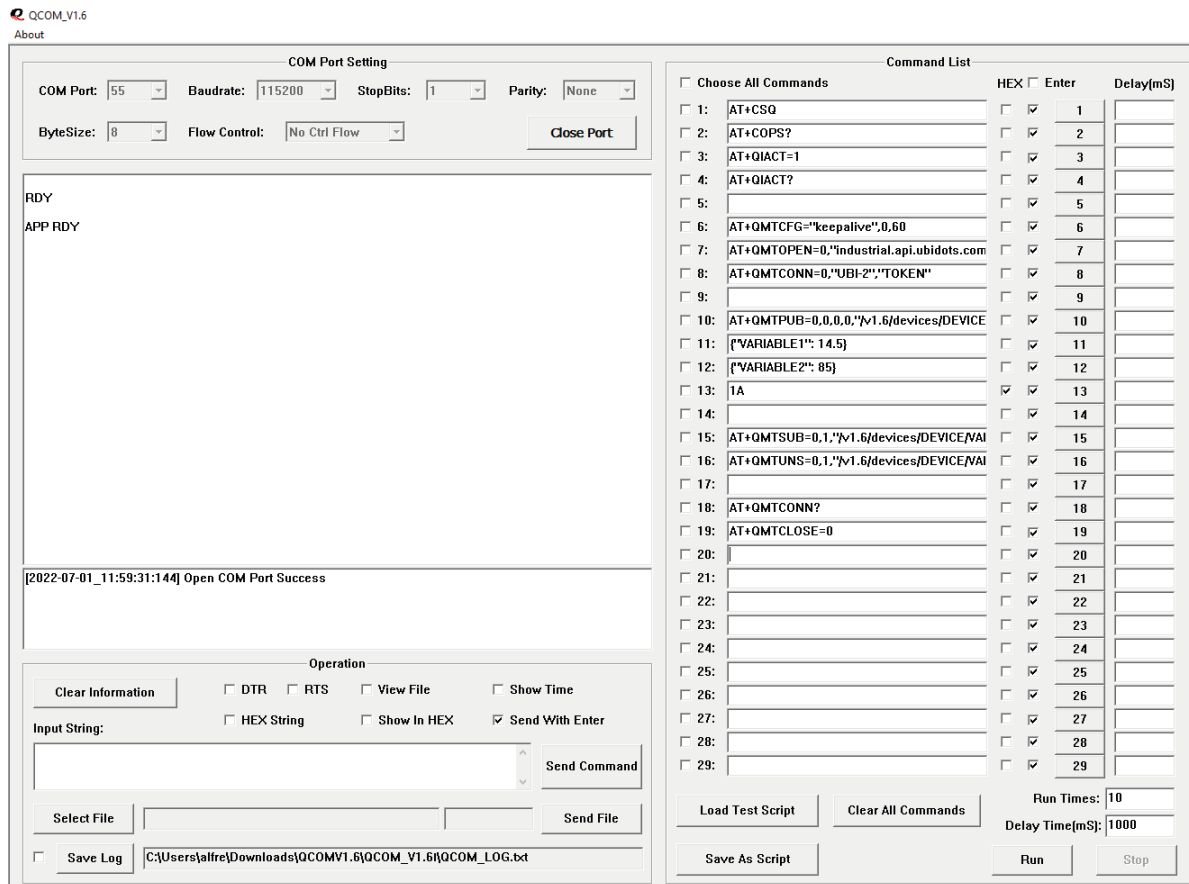 QCOM_V1.6
About
COM Port Setting
COM Port: 55 Baudrate: 115200 StopBits: 1 Parity: None
ByteSize: 8 Flow Control: No Ctrl Flow Close Port
RDY
APP RDY
[2022-07-01_11:59:31:144] Open COM Port Success
Operation
Clear Information DTR RTS View File Show Time
HEX String Show In HEX Send With Enter
Input String:
Send Command
Select File Send File
Save Log C:\Users\alfre\Downloads\QCOMV1.6\QCOM_V1.6I\QCOM_LOG.txt
Command List
Choose All Commands HEX Enter Delay(mS)
1: AT+CSQ 1
2: AT+COPS? 2
3: AT+QIACT=1 3
4: AT+QIACT? 4
5: 5
6: AT+QMTCFG="keepalive",0,60 6
7: AT+QMTOPEN=0,"industrial.api.ubidots.com 7
8: AT+QMTCONN=0,"UBI-2","TOKEN" 8
9: 9
10: AT+QMTPUB=0,0,0,0,"/v1.6/devices/DEVICE 10
11: {"VARIABLE1": 14.5} 11
12: {"VARIABLE2": 85} 12
13: 1A 13
14: 14
15: AT+QMTSUB=0,1,"/v1.6/devices/DEVICE/VAI 15
16: AT+QMTUNS=0,1,"/v1.6/devices/DEVICE/VAI 16
17: 17
18: AT+QMTCONN? 18
19: AT+QMTCLOSE=0 19
20: 20
21: 21
22: 22
23: 23
24: 24
25: 25
26: 26
27: 27
28: 28
29: 29
Load Test Script Clear All Commands Run Times: 10
Delay Time(mS): 1000
Save As Script Run Stop